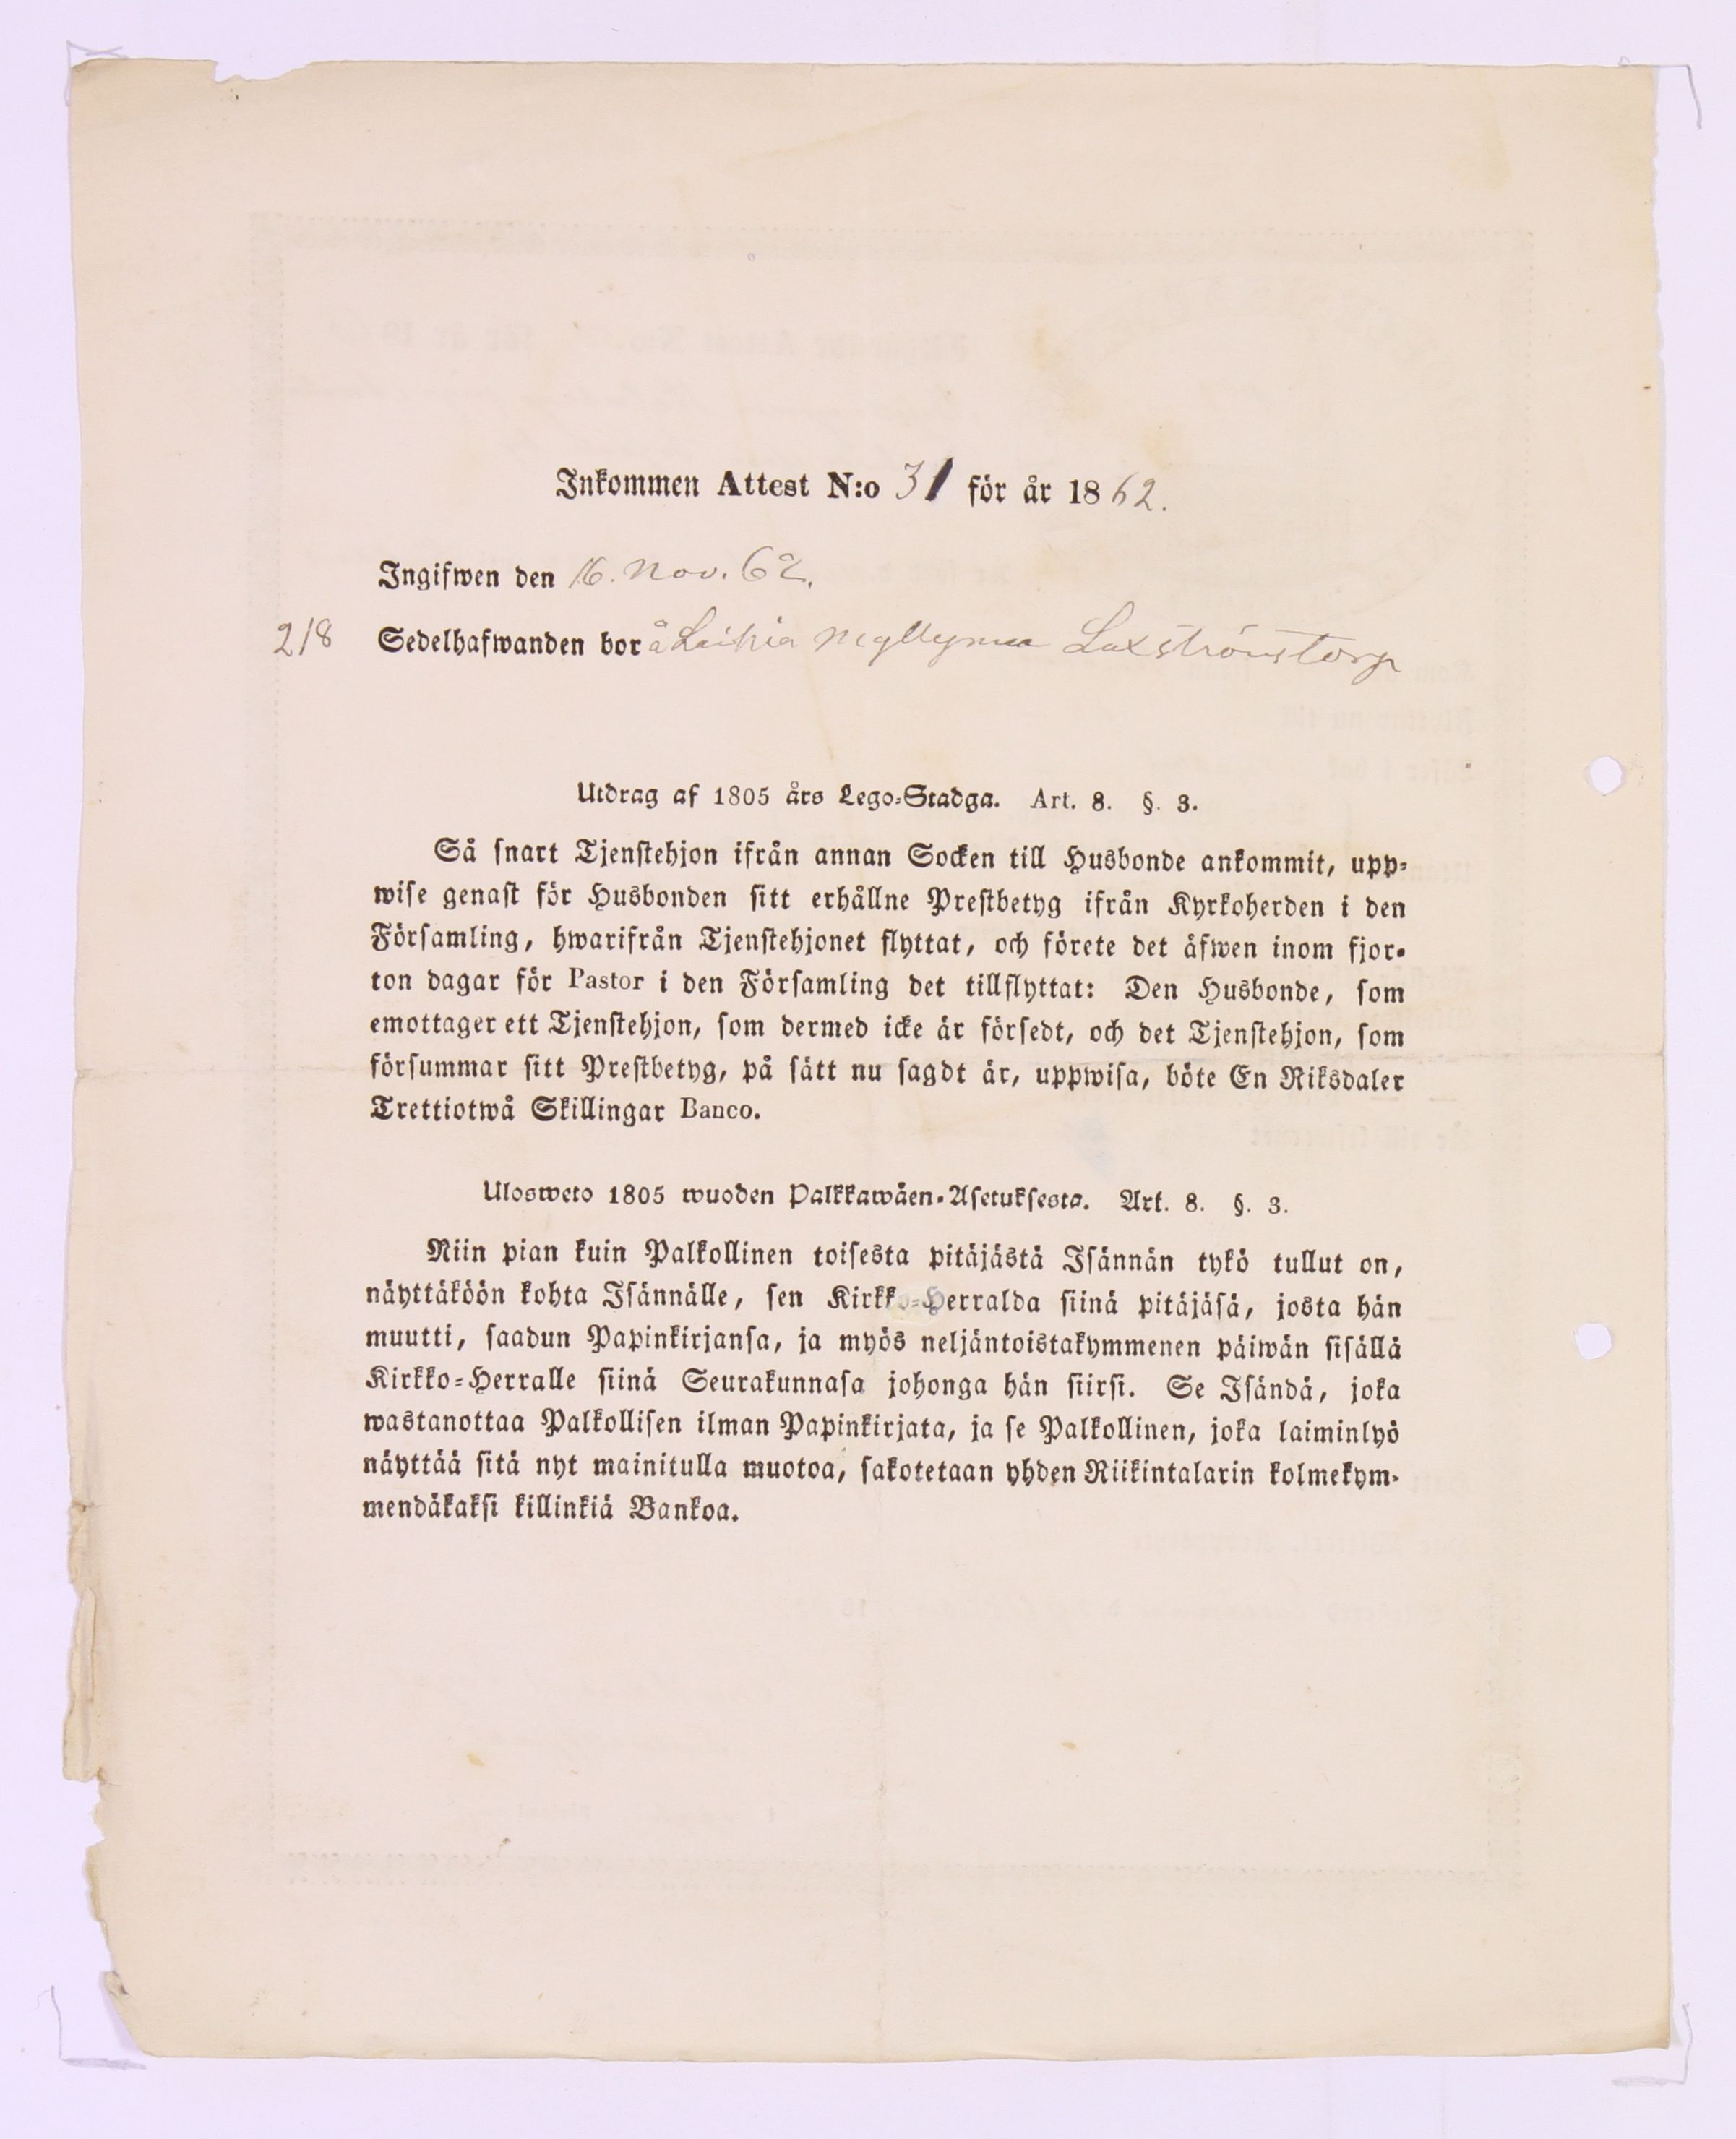 Inkommen Attest N:o 31 för år 1862.
Ingifwen den 16. Nov. 62.
218 Sedelhafwanden bor å Laihia Laxströmstorp
Utdrag af 1805 års Lego-Stadga. Art. 8. §. 3.
Så snart Tjenstehjon ifrån annan Socken till Husbonde ankommit, upp-
wise genast för Husbonden sitt erhållne Prestbetyg ifrån Kyrkoherden i den
Församling, hwarifrån Tjenstehjonet flyttat, och förete det äfwen inom fjor-
ton dagar för Pastor i den Församling det tillflyttat: Den Husbonde, som
emottager ett Tjenstehjon, som dermed icke är försedt, och det Tjenstehjon, som
försummar sitt Prestbetyg, på sätt nu sagdt är, uppwisa, böte En Riksdaler
Trettiotwå Skillingar Banco.
Ulosweto 1805 wuoden Palkkawäen-Asetuksesta. Art. 8. §. 3.
Niin pian kuin Palkollinen toisesta pitäjästä Isännän tykö tullut on,
näyttäköön kohta Isännälle, sen Kirkko-Herralda siinä pitäjäsä, josta hän
muutti, saadun Papinkirjansa, ja myös neljäntoistakymmenen päiwän sisällä
Kirkko-Herralle siinä Seurakunnasa johonga hän siirsi. Se Isändä, joka
wastanottaa Palkollisen ilman Papinkirjata, ja se Palkollinen, joka laiminlyö
näyttää sitä nyt mainitulla muotoa, sakotetaan yhden Riikintalarin kolmekym-
mendäkaksi killinkiä Bankoa.